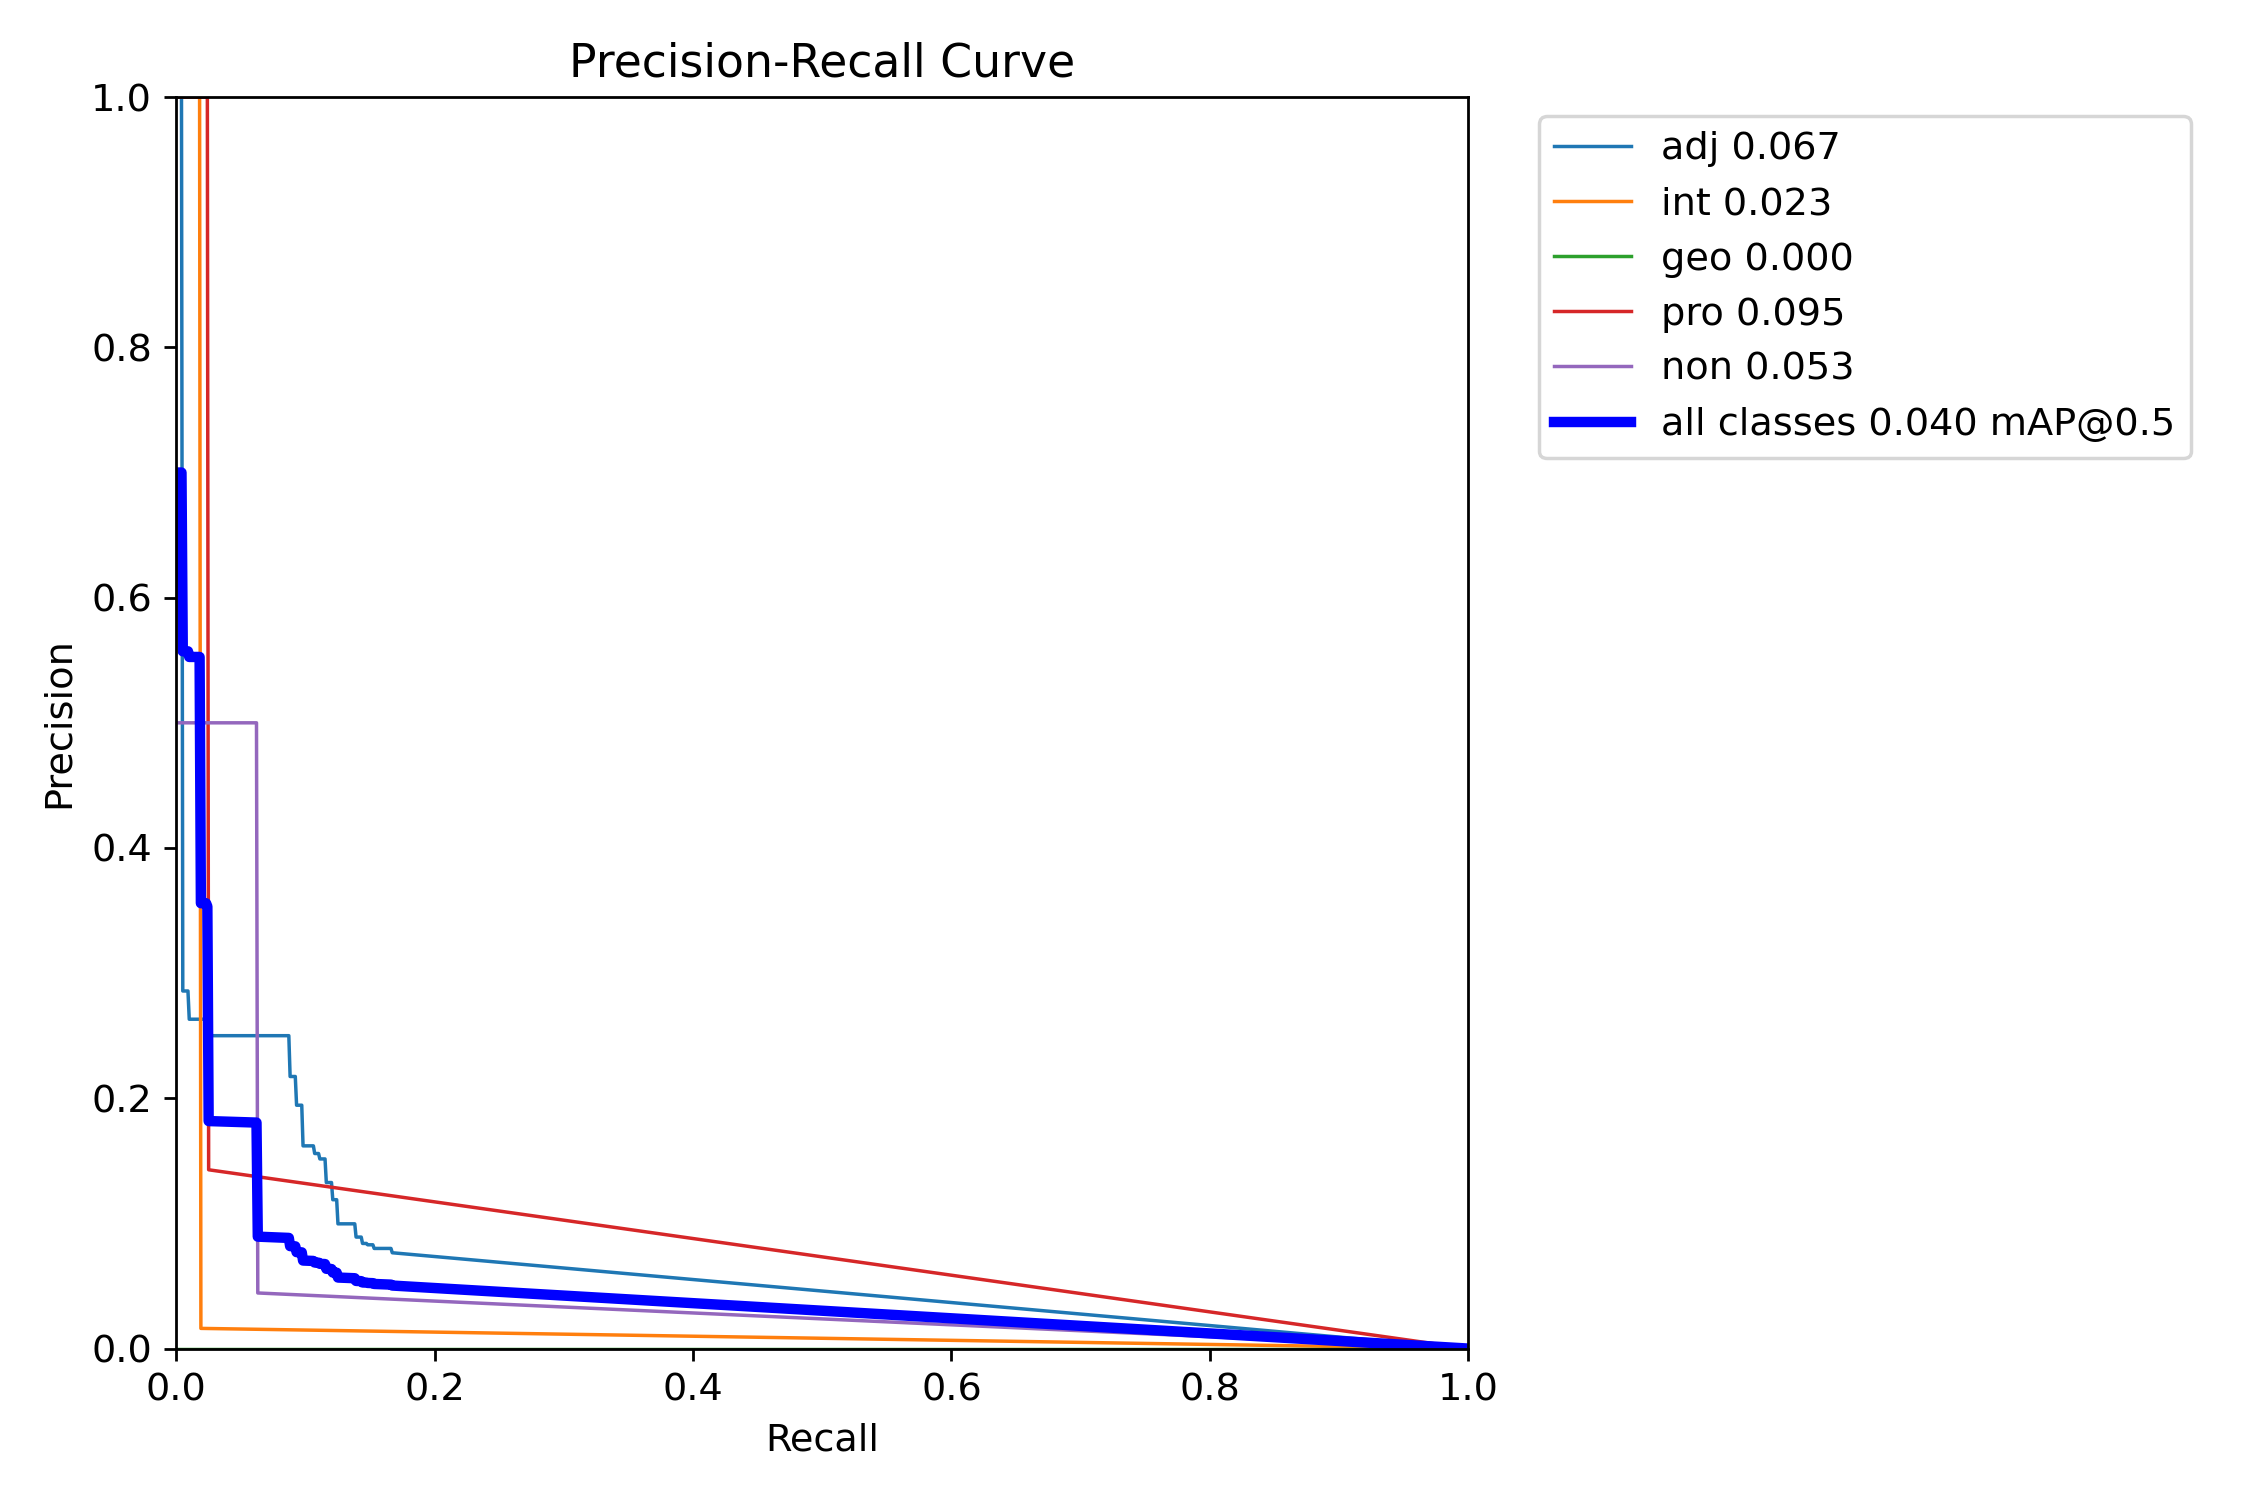 Precision-Recall Curve
1.0
0.8
0.6
0.4
0.2
0.0
Precision
0.0 0.2 0.4 0.6 0.8 1.0
Recall
adj 0.067
int 0.023
geo 0.000
pro 0.095
non 0.053
all classes 0.040 mAP@0.5